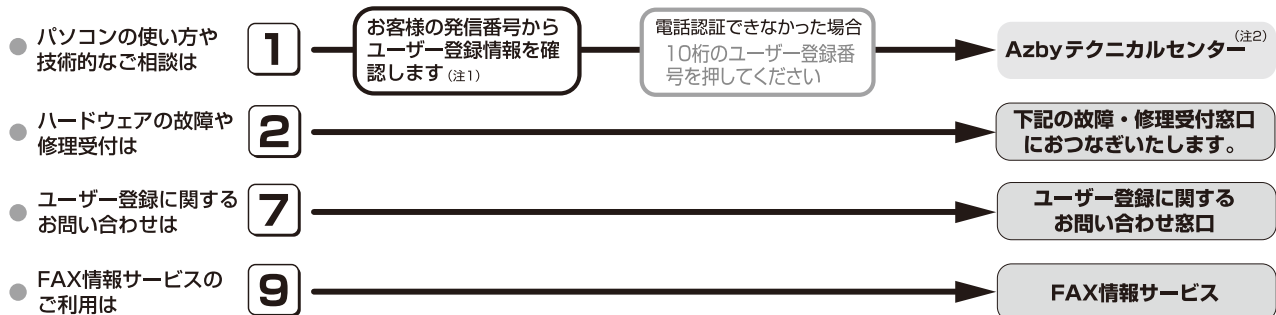 ● パソコンの使い方や
技術的なご相談は
1
お客様の発信番号から
ユーザー登録情報を確
認します(注1)
電話認証できなかった場合
10桁のユーザー登録番
号を押してください
Azbyテクニカルセンター(注2)
● ハードウェアの故障や
修理受付は
2
下記の故障・修理受付窓口
におつなぎいたします。
● ユーザー登録に関する
お問い合わせは
7
ユーザー登録に関する
お問い合わせ窓口
● FAX情報サービスの
ご利用は
9
FAX情報サービス